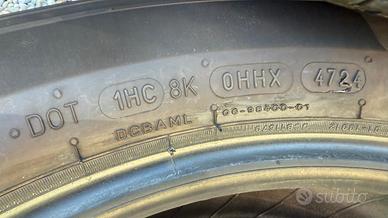 DOT 1HC 8K 0HHX 4724
DCBAML
subito